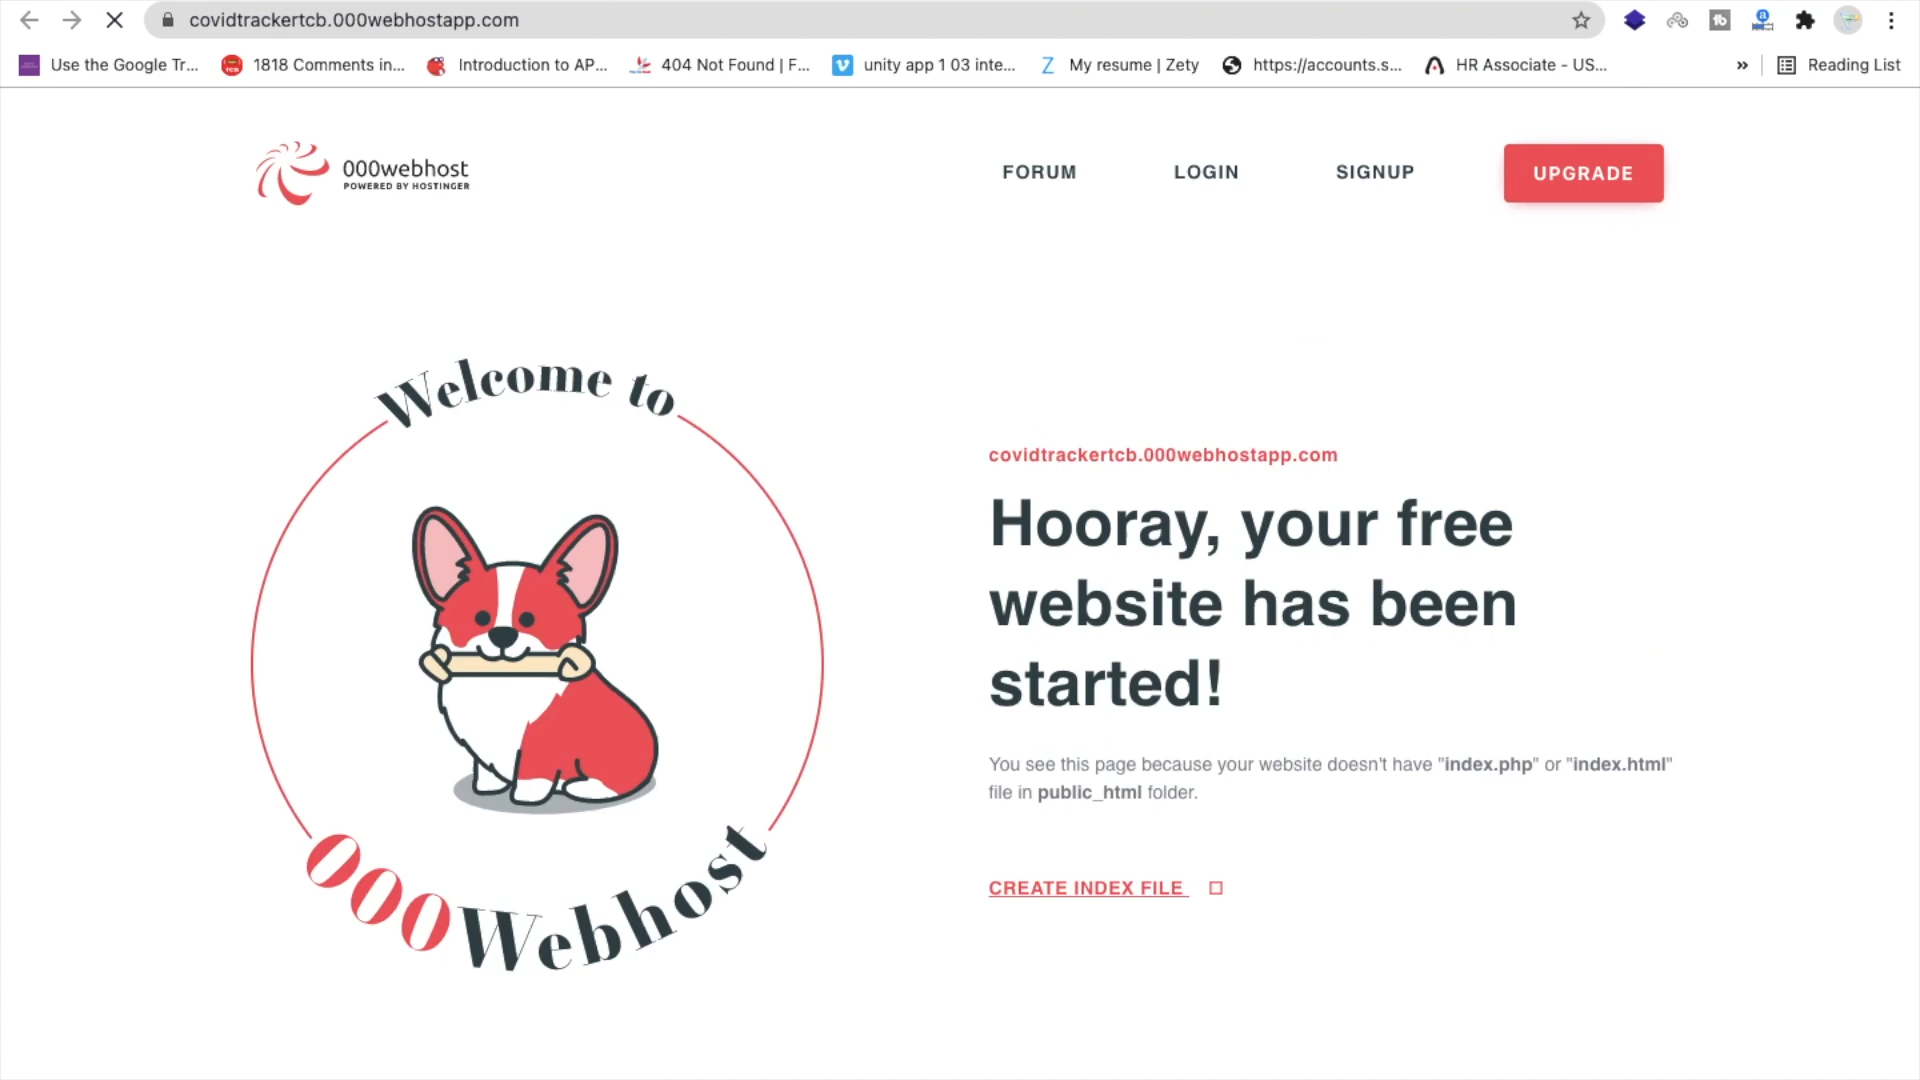 covidtrackertcb.000webhostapp.com
Use the Google Tr... 1818 Comments in... Introduction to AP... 404 Not Found | F... unity app 1 03 inte... My resume | Zety https://accounts.s... HR Associate - US... » Reading List
000webhost
POWERED BY HOSTINGER
FORUM LOGIN SIGNUP UPGRADE
Welcome to
000Webhost
covidtrackertcb.000webhostapp.com
Hooray, your free
website has been
started!
You see this page because your website doesn't have "index.php" or "index.html"
file in public_html folder.
CREATE INDEX FILE